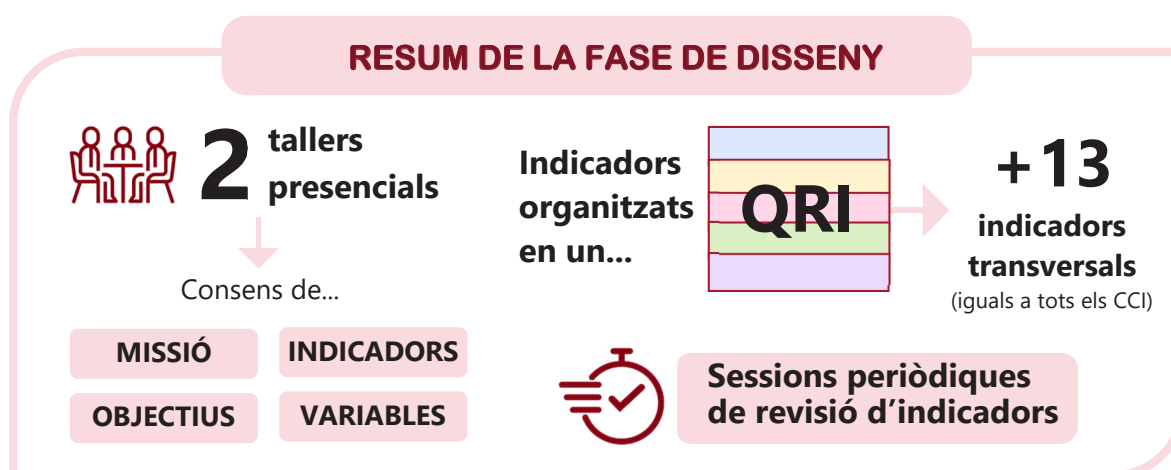 RESUM DE LA FASE DE DISSENY
2
tallers
presencials
Consens de...
MISSIÓ
INDICADORS
OBJECTIUS
VARIABLES
Indicadors
organitzats
en un...
QRI
+13
indicadors
transversals
(iguals a tots els CCI)
Sessions periòdiques
de revisió d’indicadors